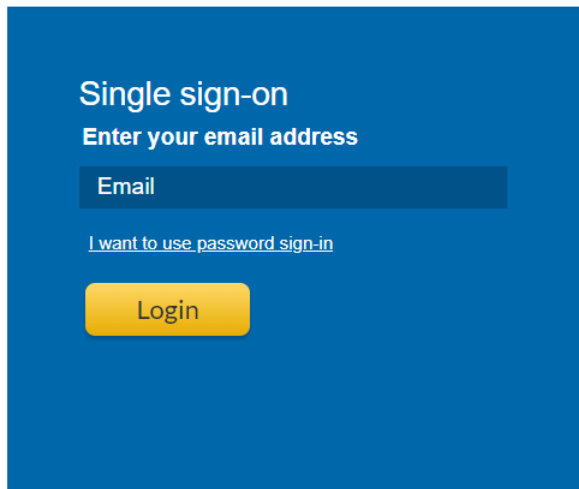 Single sign-on
Enter your email address
Email
I want to use password sign-in
Login